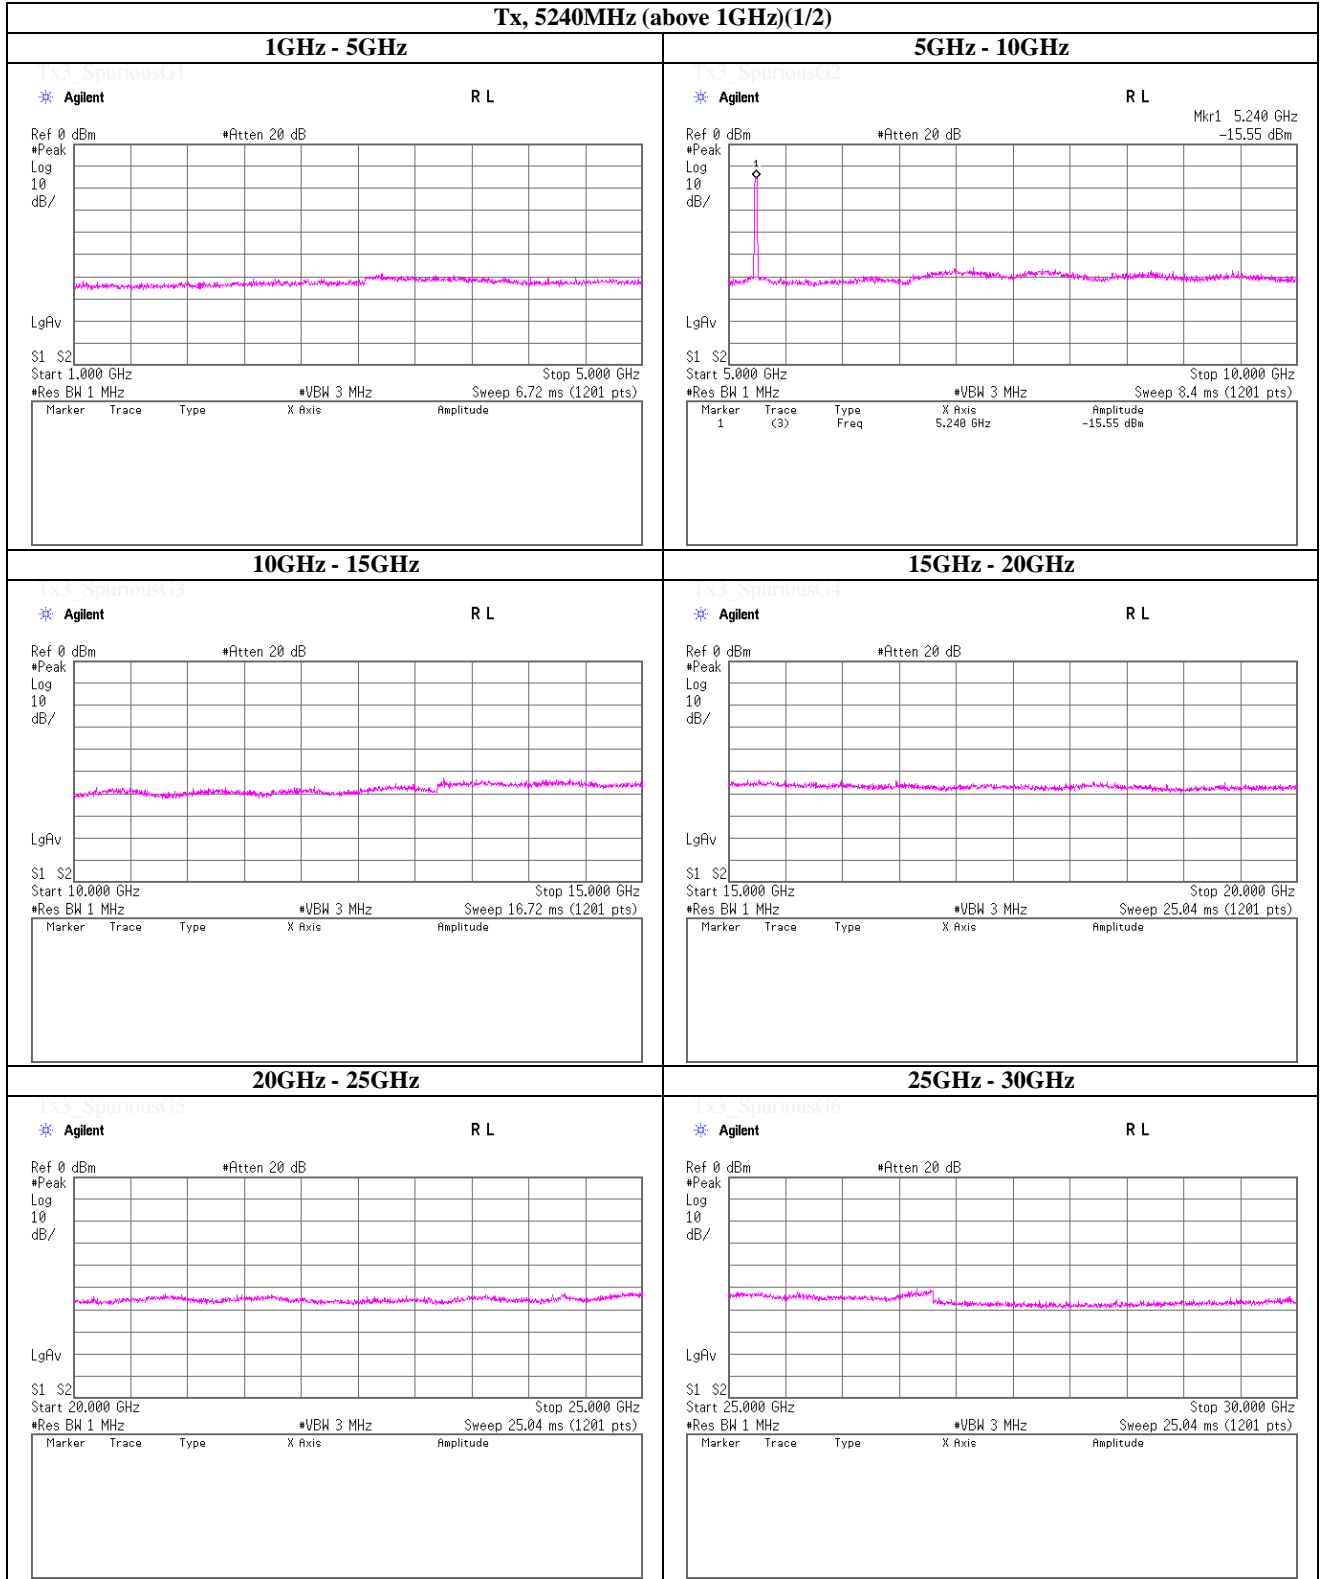 Tx, 5240MHz (above 1GHz)(1/2)
1GHz - 5GHz
Tx3_SpuriousG1
Agilent R L
Ref 0 dBm #Atten 20 dB
#Peak
Log
10
dB/
LgAv
S1 S2
Start 1.000 GHz Stop 5.000 GHz
#Res BW 1 MHz #VBW 3 MHz Sweep 6.72 ms (1201 pts)
Marker Trace Type X Axis Amplitude
5GHz - 10GHz
Tx3_SpuriousG2
Agilent R L
Mkr1 5.240 GHz
Ref 0 dBm #Atten 20 dB -15.55 dBm
#Peak
Log
10
dB/
1
LgAv
S1 S2
Start 5.000 GHz Stop 10.000 GHz
#Res BW 1 MHz #VBW 3 MHz Sweep 8.4 ms (1201 pts)
Marker Trace Type X Axis Amplitude
1 (3) Freq 5.240 GHz -15.55 dBm
10GHz - 15GHz
Tx3_SpuriousG3
Agilent R L
Ref 0 dBm #Atten 20 dB
#Peak
Log
10
dB/
LgAv
S1 S2
Start 10.000 GHz Stop 15.000 GHz
#Res BW 1 MHz #VBW 3 MHz Sweep 16.72 ms (1201 pts)
Marker Trace Type X Axis Amplitude
15GHz - 20GHz
Tx3_SpuriousG4
Agilent R L
Ref 0 dBm #Atten 20 dB
#Peak
Log
10
dB/
LgAv
S1 S2
Start 15.000 GHz Stop 20.000 GHz
#Res BW 1 MHz #VBW 3 MHz Sweep 25.04 ms (1201 pts)
Marker Trace Type X Axis Amplitude
20GHz - 25GHz
Tx3_SpuriousG5
Agilent R L
Ref 0 dBm #Atten 20 dB
#Peak
Log
10
dB/
LgAv
S1 S2
Start 20.000 GHz Stop 25.000 GHz
#Res BW 1 MHz #VBW 3 MHz Sweep 25.04 ms (1201 pts)
Marker Trace Type X Axis Amplitude
25GHz - 30GHz
Tx3_SpuriousG6
Agilent R L
Ref 0 dBm #Atten 20 dB
#Peak
Log
10
dB/
LgAv
S1 S2
Start 25.000 GHz Stop 30.000 GHz
#Res BW 1 MHz #VBW 3 MHz Sweep 25.04 ms (1201 pts)
Marker Trace Type X Axis Amplitude